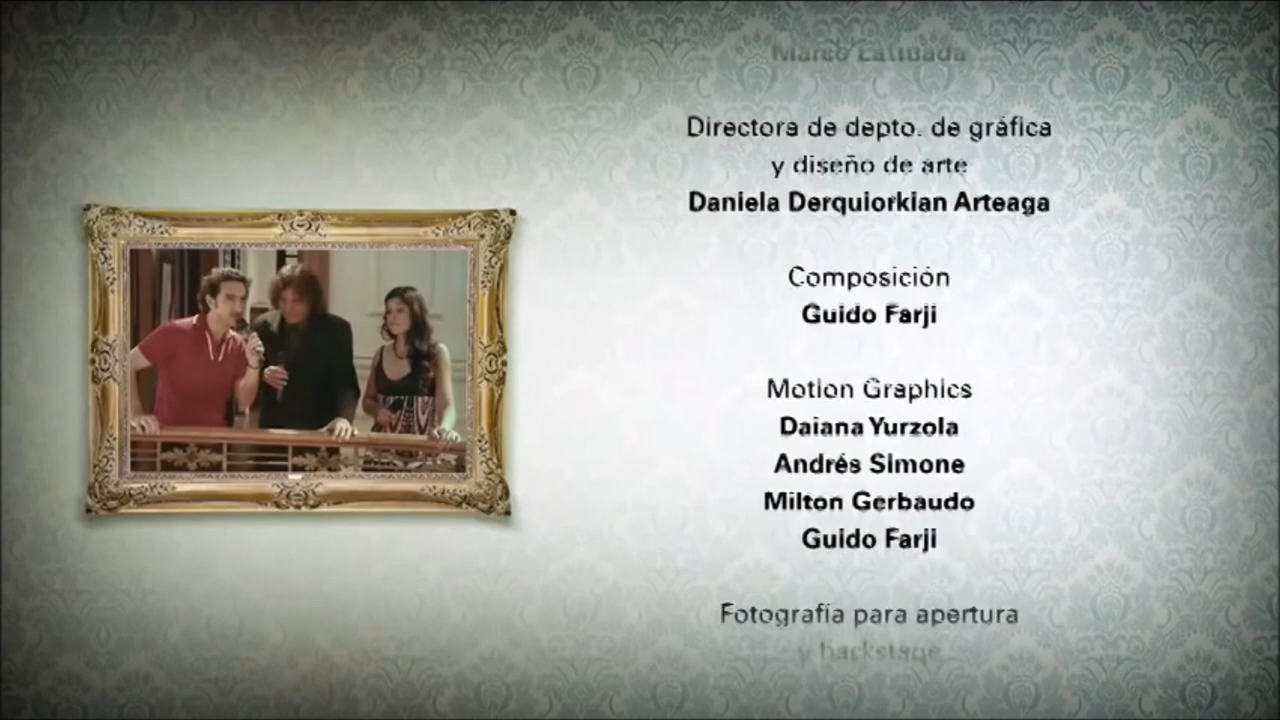 Directora de depto. de gráfica
y diseño de arte
Daniela Derquiorkian Arteaga
Composición
Guido Farji
Motion Graphics
Daiana Yurzola
Andrés Simone
Milton Gerbaudo
Guido Farji
Fotografía para apertura
y backstage